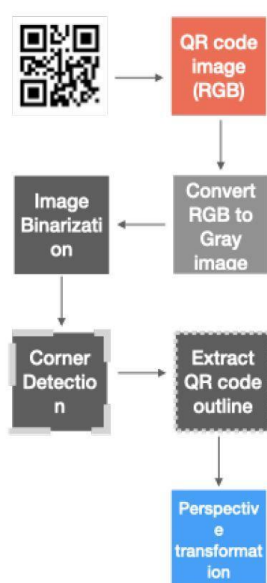 QR code
image
(RGB)
Image
Binarizati
on
Convert
RGB to
Gray
image
Corner
Detectio
n
Extract
QR code
outline
Perspectiv
e
transformat
ion